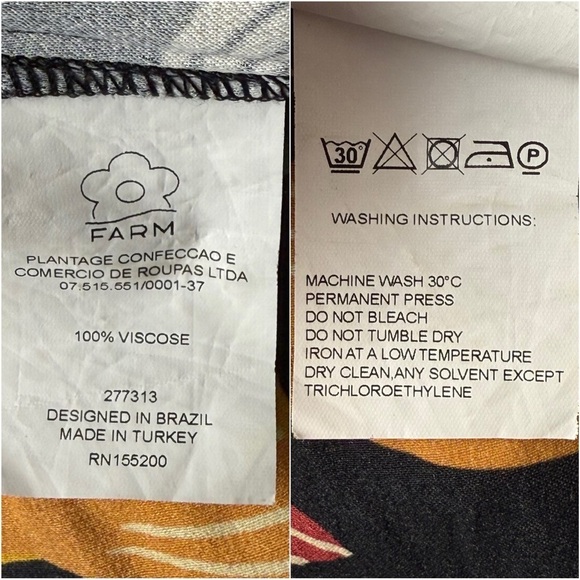 FARM
PLANTAGE CONFECCAO E
COMERCIO DE ROUPAS LTDA
07.515.551/0001-37
100% VISCOSE
277313
DESIGNED IN BRAZIL
MADE IN TURKEY
RN155200
30°
P
WASHING INSTRUCTIONS:
MACHINE WASH 30°C
PERMANENT PRESS
DO NOT BLEACH
DO NOT TUMBLE DRY
IRON AT A LOW TEMPERATURE
DRY CLEAN,ANY SOLVENT EXCEPT
TRICHLOROETHYLENE